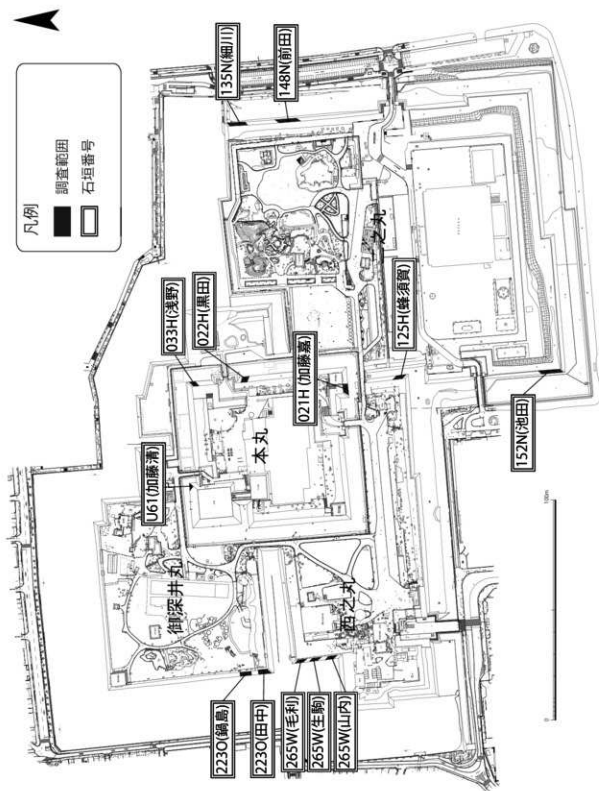 凡例
調査範囲
石垣番号
135N(細川)
148N(前田)
033H(浅野)
022H(黒田)
021H(加藤嘉)
二之丸
125H(蜂須賀)
152N(池田)
U61(加藤清)
本丸
御深井丸
西之丸
223O(鍋島)
223O(田中)
265W(毛利)
265W(生駒)
265W(山内)
0
100m